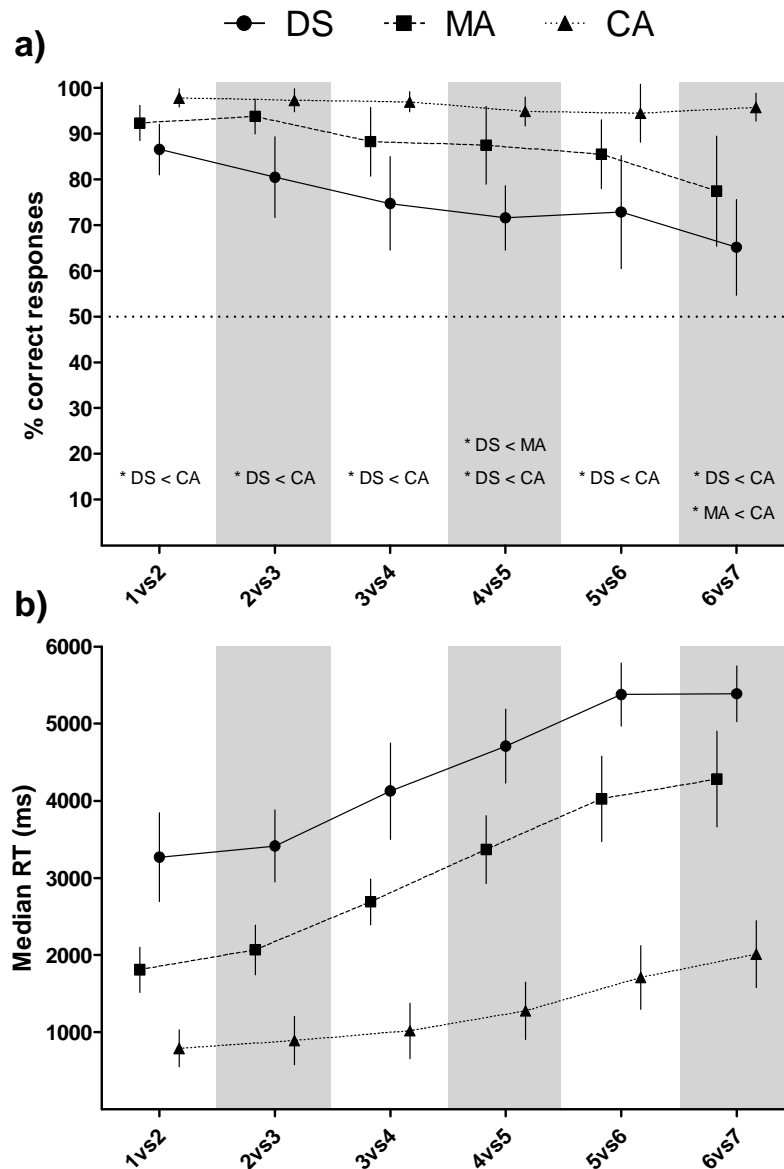 DS MA CA
a)
% correct responses
100
90
80
70
60
50
40
30
20
10
* DS < MA
* DS < CA * DS < CA * DS < CA * DS < CA * DS < CA * DS < CA
* MA < CA
1vs2 2vs3 3vs4 4vs5 5vs6 6vs7
b)
Median RT (ms)
6000
5000
4000
3000
2000
1000
1vs2 2vs3 3vs4 4vs5 5vs6 6vs7